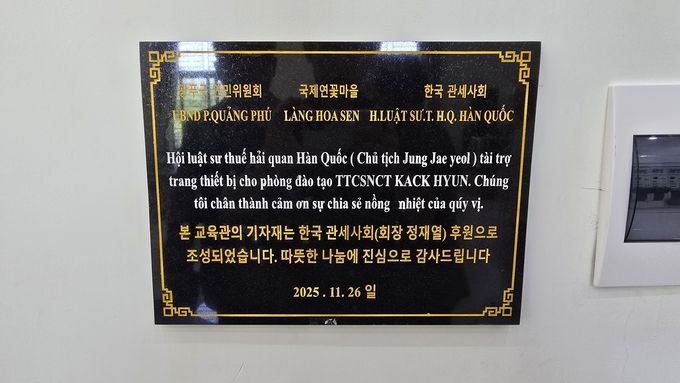 인민위원회 국제연꽃마을 한국 관세사회
UBND P.QUẢNG PHÚ LÀNG HOA SEN H.LUẬT SƯ.T. H.Q. HÀN QUỐC
Hội luật sư thuế hải quan Hàn Quốc ( Chủ tịch Jung Jae yeol ) tài trợ
trang thiết bị cho phòng đào tạo TTCSNCT KACK HYUN. Chúng
tôi chân thành cảm ơn sự chia sẻ nồng nhiệt của quý vị.
본 교육관의 기자재는 한국 관세사회(회장 정재열) 후원으로
조성되었습니다. 따뜻한 나눔에 진심으로 감사드립니다
2025 . 11. 26 일